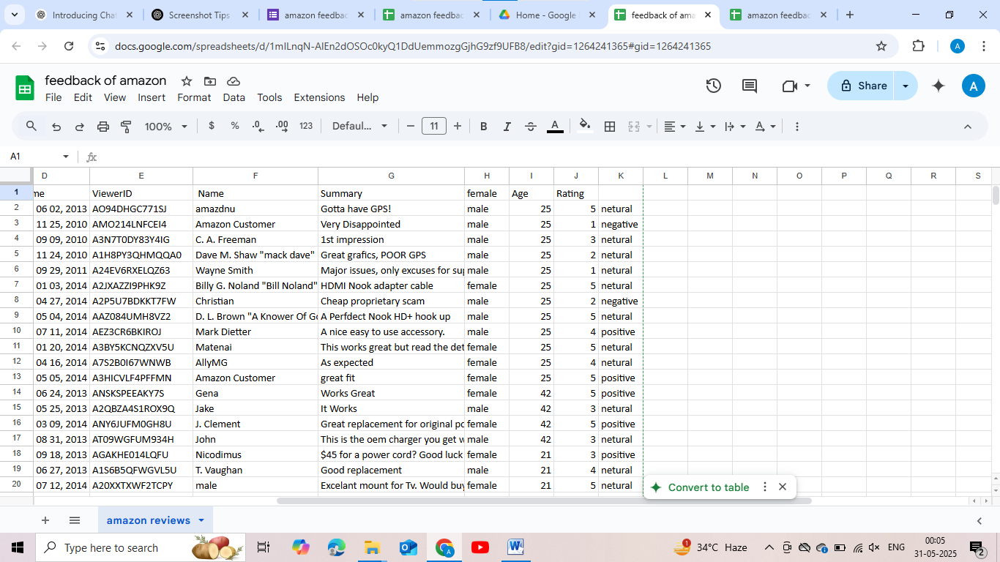 Introducing Cha
Screenshot Tips
amazon feedbac
amazon feedbac
Home - Google
feedback of ama
amazon feedbac
docs.google.com/spreadsheets/d/1mILnqN-AlEn2dOSOc0kyQ1DdUemmozgGjhG9zf9UFB8/edit?gid=1264241365#gid=1264241365
A
feedback of amazon
File Edit View Insert Format Data Tools Extensions Help
Share
A
100% $ % .0 .00 123 Defaul... 11 B I A A
A1 fx
D E F G H I J K L M N O P Q R S
1 me ViewerID Name Summary female Age Rating
2 06 02, 2013 AO94DHGC771SJ amazdnu Gotta have GPS! male 25 5 netural
3 11 25, 2010 AMO214LNFCEI4 Amazon Customer Very Disappointed male 25 1 negative
4 09 09, 2010 A3N7T0DY83Y4IG C. A. Freeman 1st impression male 25 3 netural
5 11 24, 2010 A1H8PY3QHMQQA0 Dave M. Shaw "mack dave" Great grafics, POOR GPS male 25 2 netural
6 09 29, 2011 A24EV6RXELQZ63 Wayne Smith Major issues, only excuses for sup male 25 1 netural
7 01 03, 2014 A2JXAZZI9PHK9Z Billy G. Noland "Bill Noland" HDMI Nook adapter cable female 25 5 netural
8 04 27, 2014 A2P5U7BDKKT7FW Christian Cheap proprietary scam male 25 2 negative
9 05 04, 2014 AAZ084UMH8VZ2 D. L. Brown "A Knower Of Go A Perfdect Nook HD+ hook up male 25 5 netural
10 07 11, 2014 AEZ3CR6BKIROJ Mark Dietter A nice easy to use accessory. male 25 4 positive
11 01 20, 2014 A3BY5KCNQZXV5U Matenai This works great but read the det female 25 5 netural
12 04 16, 2014 A7S2B0I67WNWB AllyMG As expected female 25 4 netural
13 05 05, 2014 A3HICVLF4PFFMN Amazon Customer great fit female 25 5 positive
14 06 24, 2013 ANSKSPEEAKY7S Gena Works Great female 42 5 positive
15 05 25, 2013 A2QBZA4S1ROX9Q Jake It Works male 42 3 netural
16 03 09, 2014 ANY6JUFM0GH8U J. Clement Great replacement for original po female 42 5 positive
17 08 31, 2013 AT09WGFUM934H John This is the oem charger you get w male 42 3 netural
18 09 18, 2013 AGAKHE014LQFU Nicodimus $45 for a power cord? Good luck female 21 3 positive
19 06 27, 2013 A1S6B5QFWGVL5U T. Vaughan Good replacement male 21 4 netural
20 07 12, 2014 A20XXTXWF2TCPY male Excelant mount for Tv. Would buy female 21 5 netural
Convert to table
amazon reviews
Type here to search
34°C Haze
ENG
00:05
31-05-2025
2